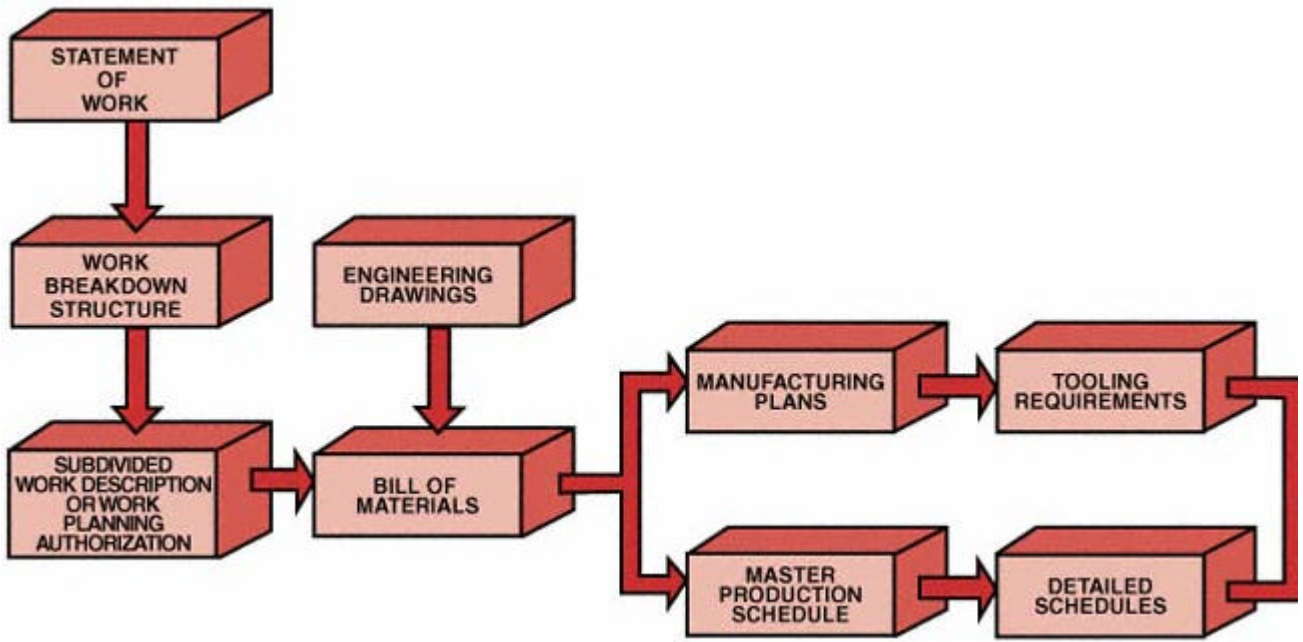 STATEMENT
OF
WORK
WORK
BREAKDOWN
STRUCTURE
ENGINEERING
DRAWINGS
SUBDIVIDED
WORK DESCRIPTION
OR WORK
PLANNING
AUTHORIZATION
BILL OF
MATERIALS
MANUFACTURING
PLANS
TOOLING
REQUIREMENTS
MASTER
PRODUCTION
SCHEDULE
DETAILED
SCHEDULES